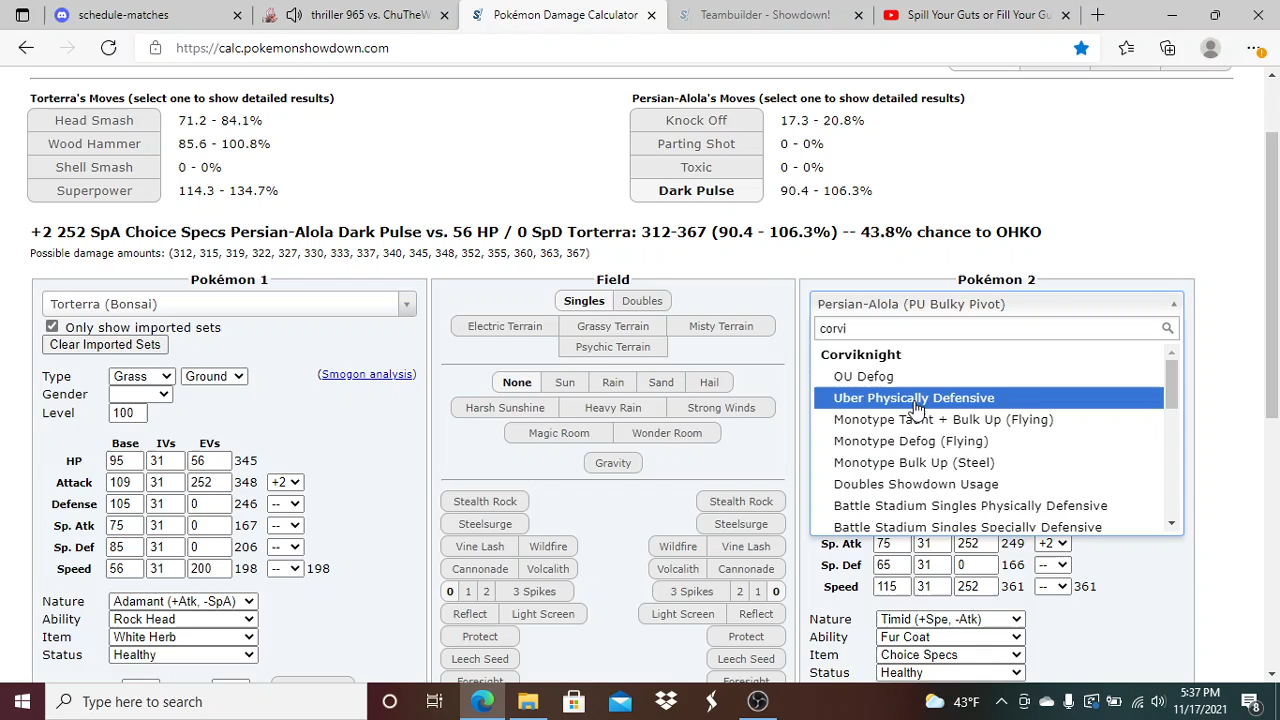 schedule-matches
thriller 965 vs. ChuTheW
Pokémon Damage Calculator
Teambuilder - Showdown!
Spill Your Guts or Fill Your Gu
https://calc.pokemonshowdown.com
Torterra's Moves (select one to show detailed results)
Head Smash 71.2 - 84.1%
Wood Hammer 85.6 - 100.8%
Shell Smash 0 - 0%
Superpower 114.3 - 134.7%
Persian-Alola's Moves (select one to show detailed results)
Knock Off 17.3 - 20.8%
Parting Shot 0 - 0%
Toxic 0 - 0%
Dark Pulse 90.4 - 106.3%
+2 252 SpA Choice Specs Persian-Alola Dark Pulse vs. 56 HP / 0 SpD Torterra: 312-367 (90.4 - 106.3%) -- 43.8% chance to OHKO
Possible damage amounts: (312, 315, 319, 322, 327, 330, 333, 337, 340, 345, 348, 352, 355, 360, 363, 367)
Pokémon 1
Torterra (Bonsai)
Only show imported sets
Clear Imported Sets
Type Grass Ground (Smogon analysis)
Gender
Level 100
Base IVs EVs
HP 95 31 56 345
Attack 109 31 252 348 +2
Defense 105 31 0 246 --
Sp. Atk 75 31 0 167 --
Sp. Def 85 31 0 206 --
Speed 56 31 200 198 -- 198
Nature Adamant (+Atk, -SpA)
Ability Rock Head
Item White Herb
Status Healthy
Field
Singles Doubles
Electric Terrain Grassy Terrain Misty Terrain
Psychic Terrain
None Sun Rain Sand Hail
Harsh Sunshine Heavy Rain Strong Winds
Magic Room Wonder Room
Gravity
Stealth Rock Stealth Rock
Steelsurge Steelsurge
Vine Lash Wildfire Wildfire Vine Lash
Cannonade Volcalith Volcalith Cannonade
0 1 2 3 Spikes 3 Spikes 2 1 0
Reflect Light Screen Light Screen Reflect
Protect Protect
Leech Seed Leech Seed
Foresight Foresight
Pokémon 2
Persian-Alola (PU Bulky Pivot)
corvi
Corviknight
OU Defog
Uber Physically Defensive
Monotype Taunt + Bulk Up (Flying)
Monotype Defog (Flying)
Monotype Bulk Up (Steel)
Doubles Showdown Usage
Battle Stadium Singles Physically Defensive
Battle Stadium Singles Specially Defensive
Sp. Atk 75 31 252 249 +2
Sp. Def 65 31 0 166 --
Speed 115 31 252 361 -- 361
Nature Timid (+Spe, -Atk)
Ability Fur Coat
Item Choice Specs
Status Healthy
Type here to search
43°F
5:37 PM
11/17/2021
8